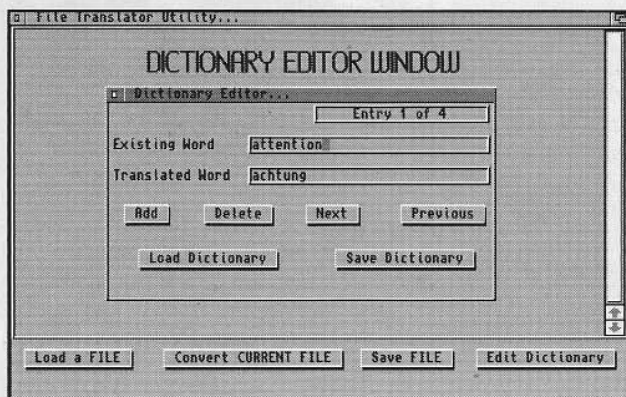 File Translator Utility...
DICTIONARY EDITOR WINDOW
Dictionary Editor...
Entry 1 of 4
Existing Word attention
Translated Word achtung
Add Delete Next Previous
Load Dictionary Save Dictionary
Load a FILE Convert CURRENT FILE Save FILE Edit Dictionary